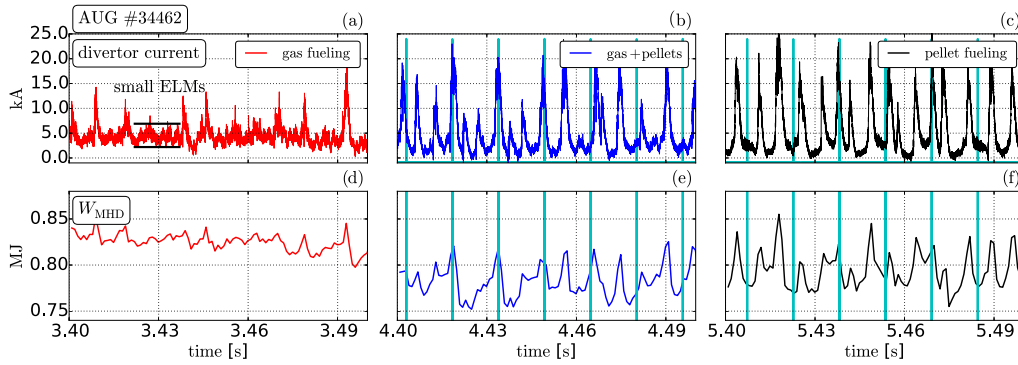 AUG #34462
(a)
(b)
(c)
25.0
20.0
15.0
10.0
5.0
0.0
kA
divertor current
gas fueling
small ELMs
gas+pellets
pellet fueling
(d)
(e)
(f)
W_MHD
0.85
0.80
0.75
MJ
3.40 3.43 3.46 3.49
4.40 4.43 4.46 4.49
5.40 5.43 5.46 5.49
time [s]
time [s]
time [s]